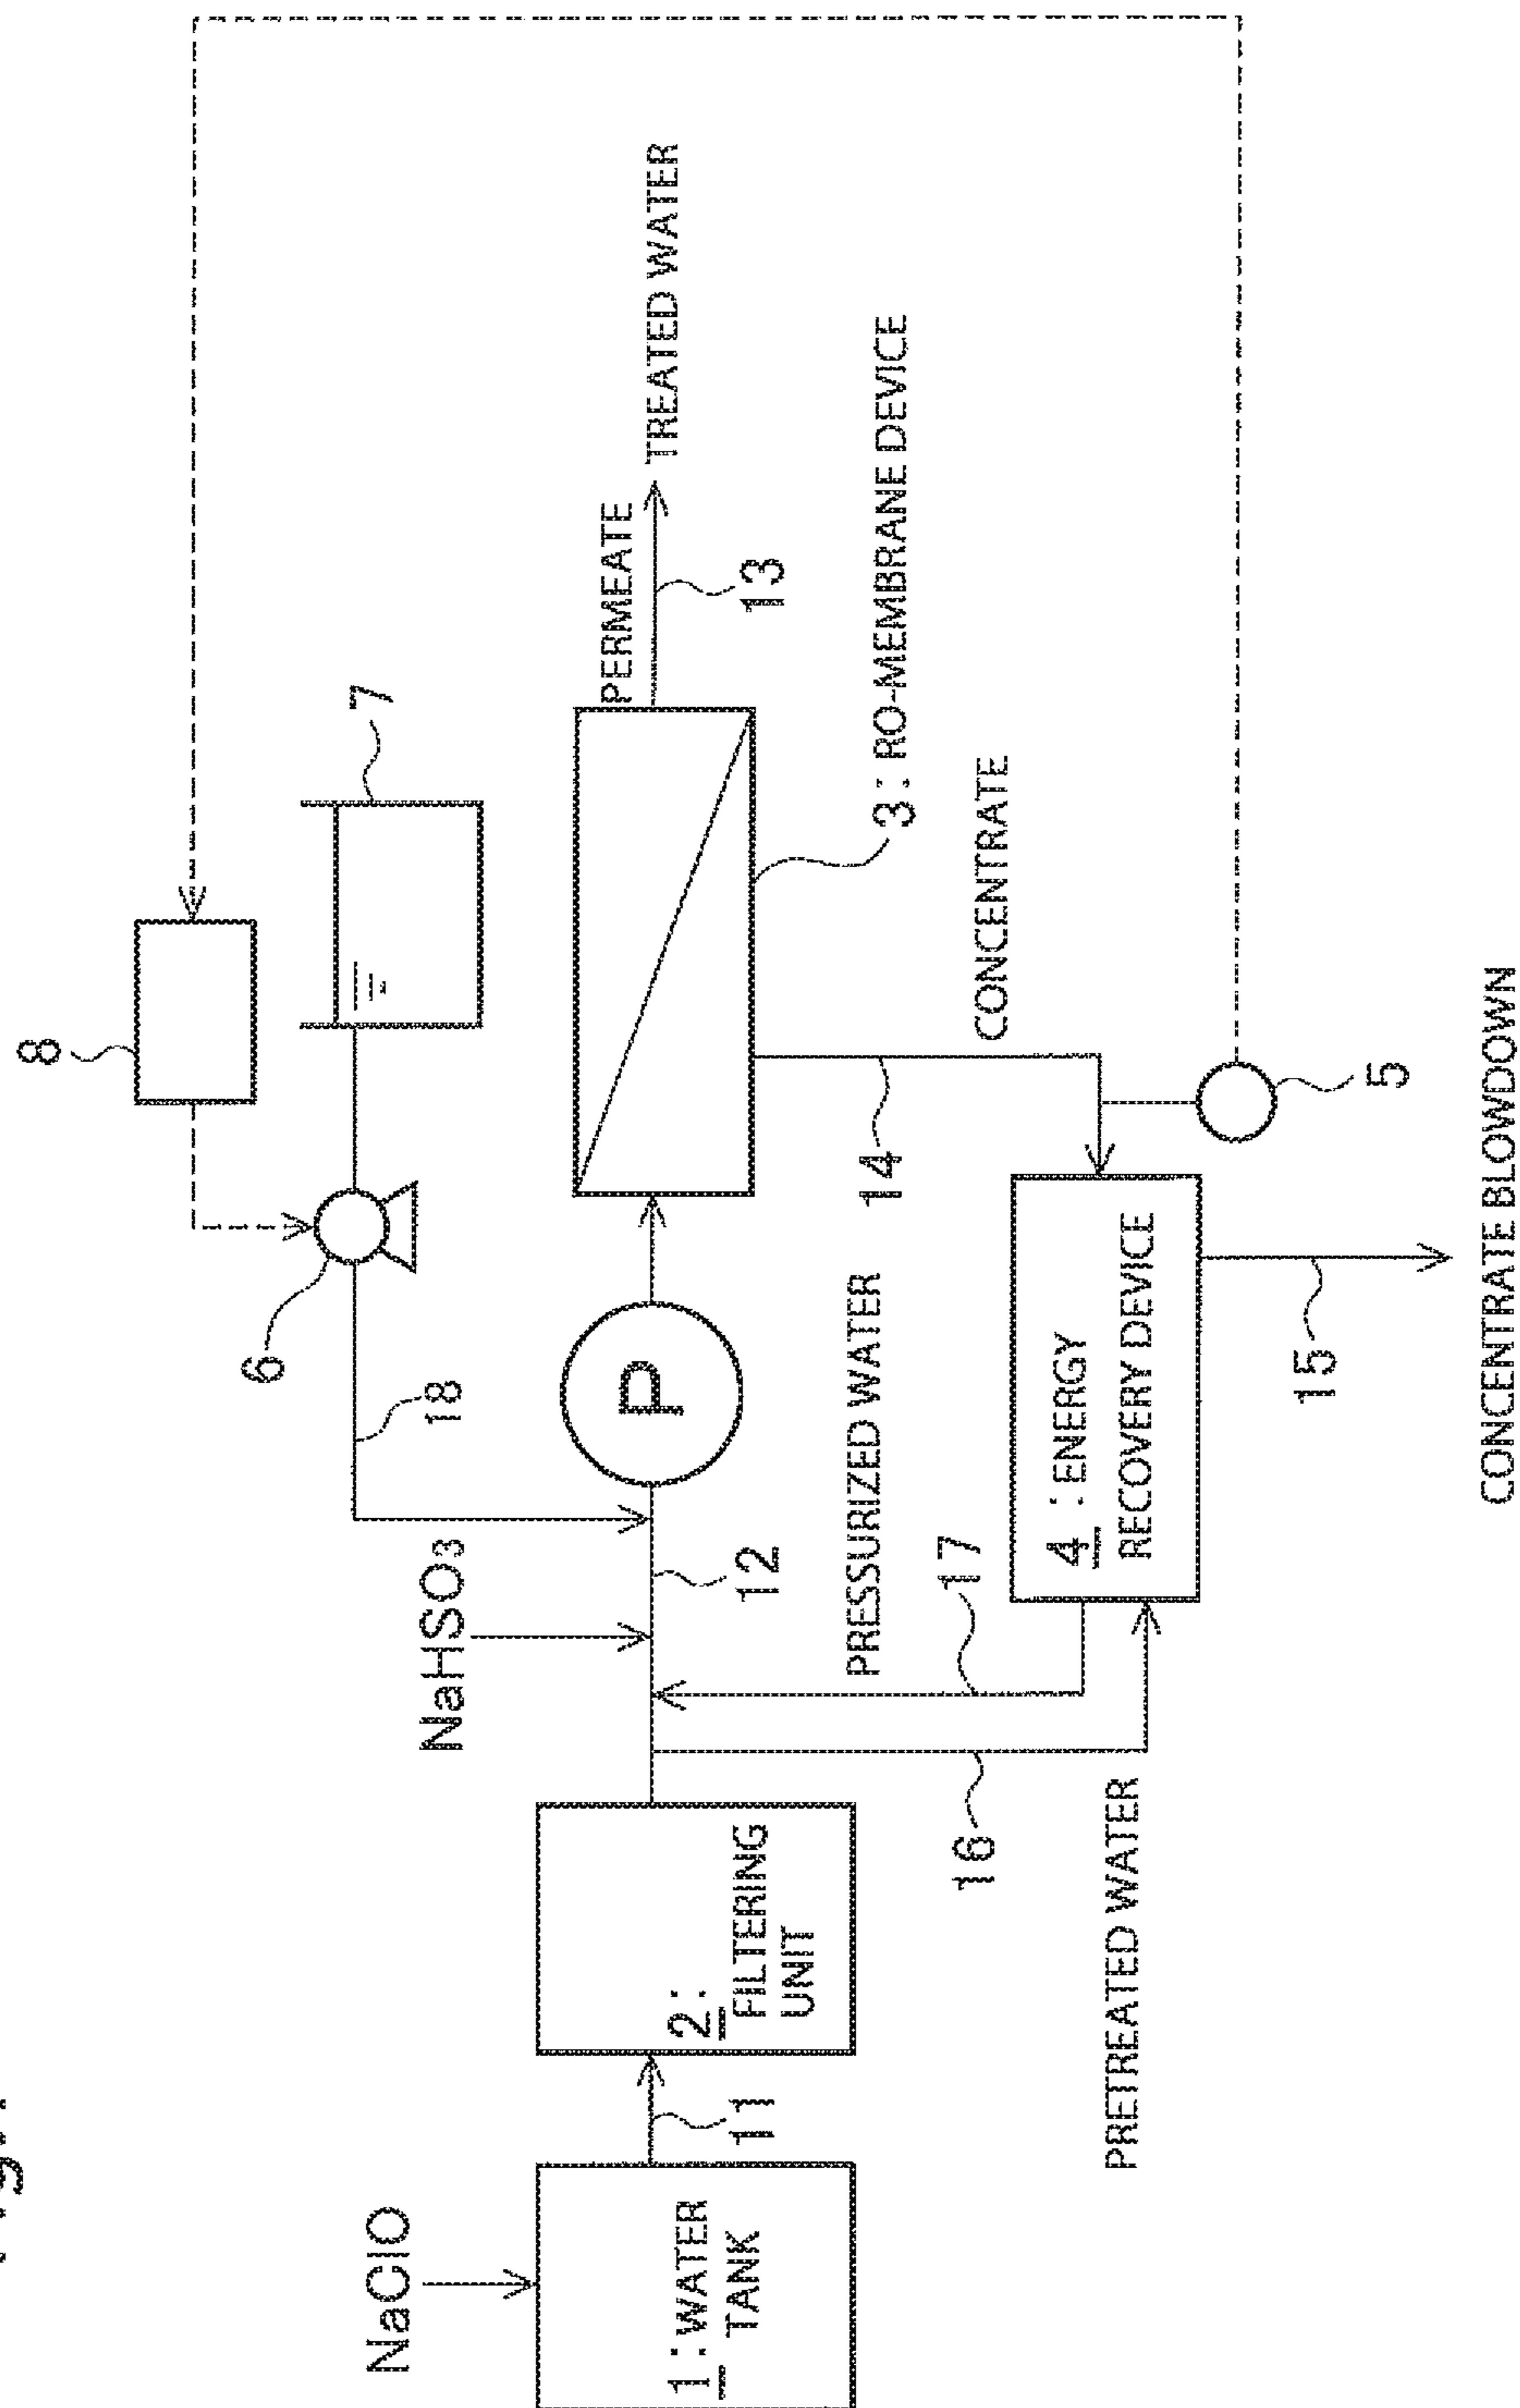 8
7
6
18
NaHSO3
NaClO
PERMEATE
TREATED WATER
13
P
12
11
1: WATER
TANK
2:
FILTERING
UNIT
3: RO-MEMBRANE DEVICE
CONCENTRATE
14
PRESSURIZED WATER
17
16
PRETREATED WATER
4: ENERGY
RECOVERY DEVICE
5
15
CONCENTRATE BLOWDOWN